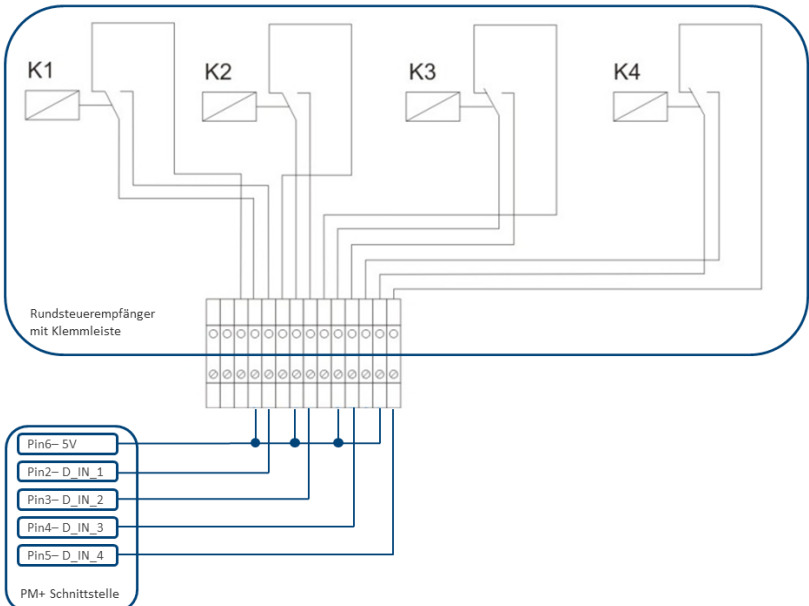 K1
K2
K3
K4
Rundsteuerempfänger
mit Klemmleiste
Pin6– 5V
Pin2– D_IN_1
Pin3– D_IN_2
Pin4– D_IN_3
Pin5– D_IN_4
PM+ Schnittstelle